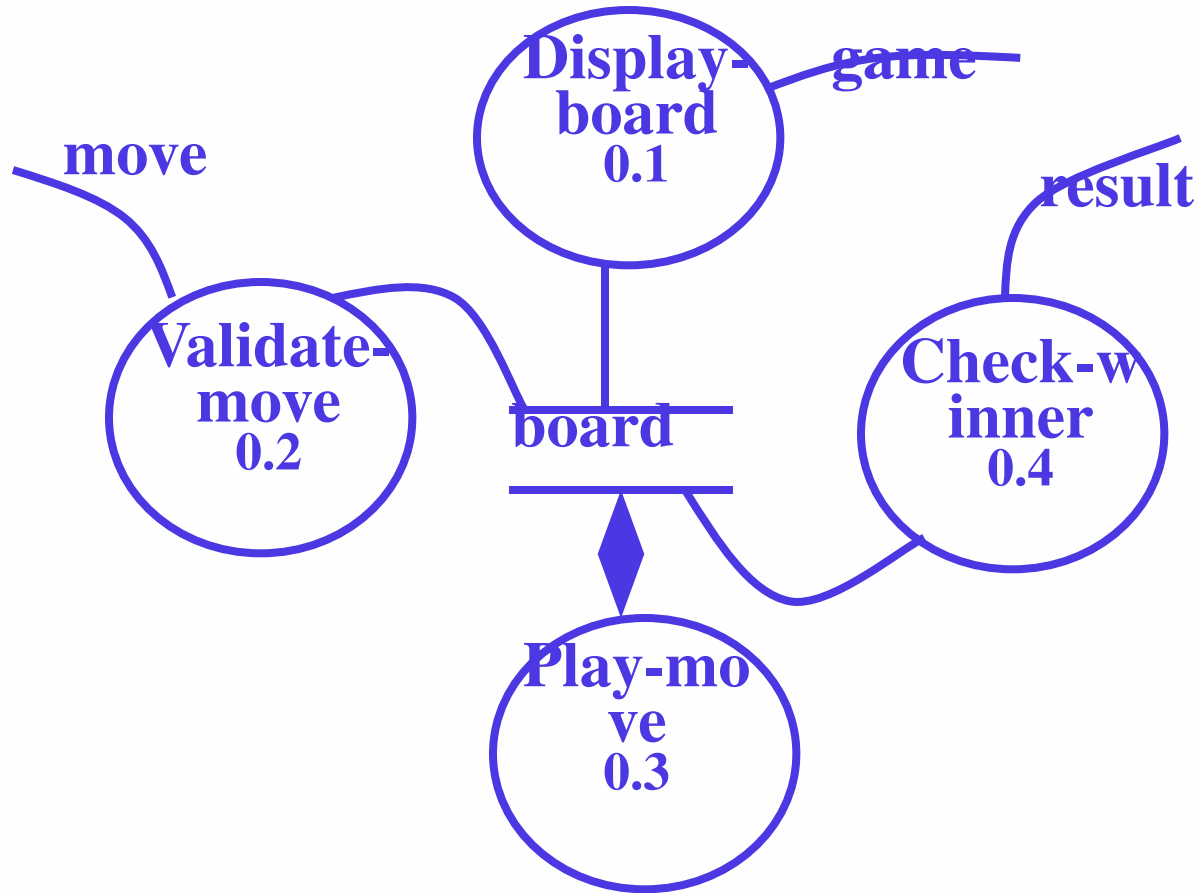 Display-
board
0.1
game
move
result
Validate-
move
0.2
board
Check-w
inner
0.4
Play-mo
ve
0.3